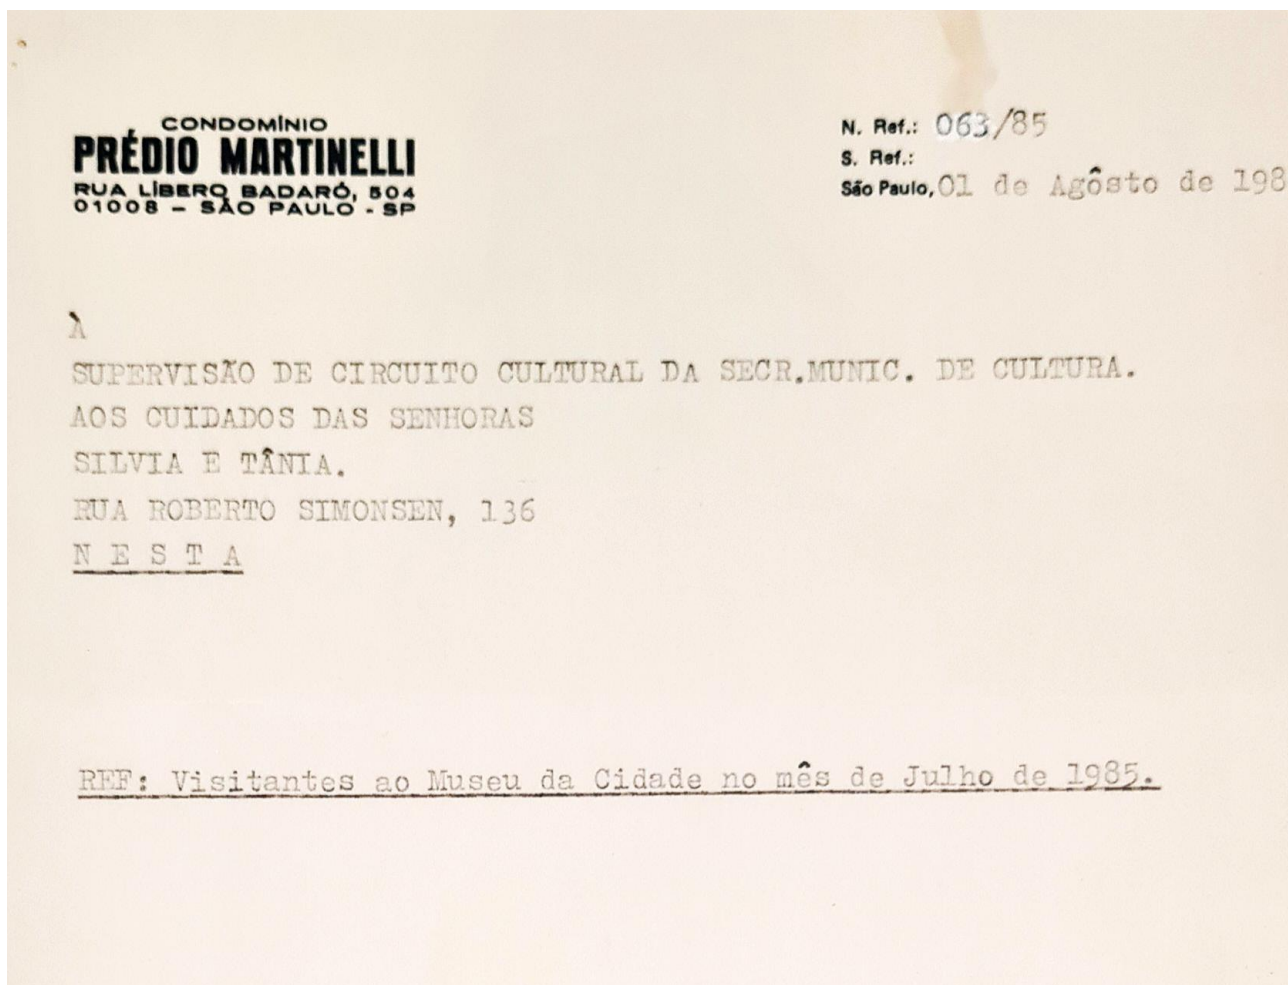 CONDOMÍNIO
PRÉDIO MARTINELLI
RUA LÍBERO BADARÓ, 504
01008 – SÃO PAULO - SP
N. Ref.: 063/85
S. Ref.:
São Paulo, 01 de Agôsto de 198
À
SUPERVISÃO DE CIRCUITO CULTURAL DA SECR.MUNIC. DE CULTURA.
AOS CUIDADOS DAS SENHORAS
SILVIA E TÂNIA.
RUA ROBERTO SIMONSEN, 136
N E S T A
REF: Visitantes ao Museu da Cidade no mês de Julho de 1985.